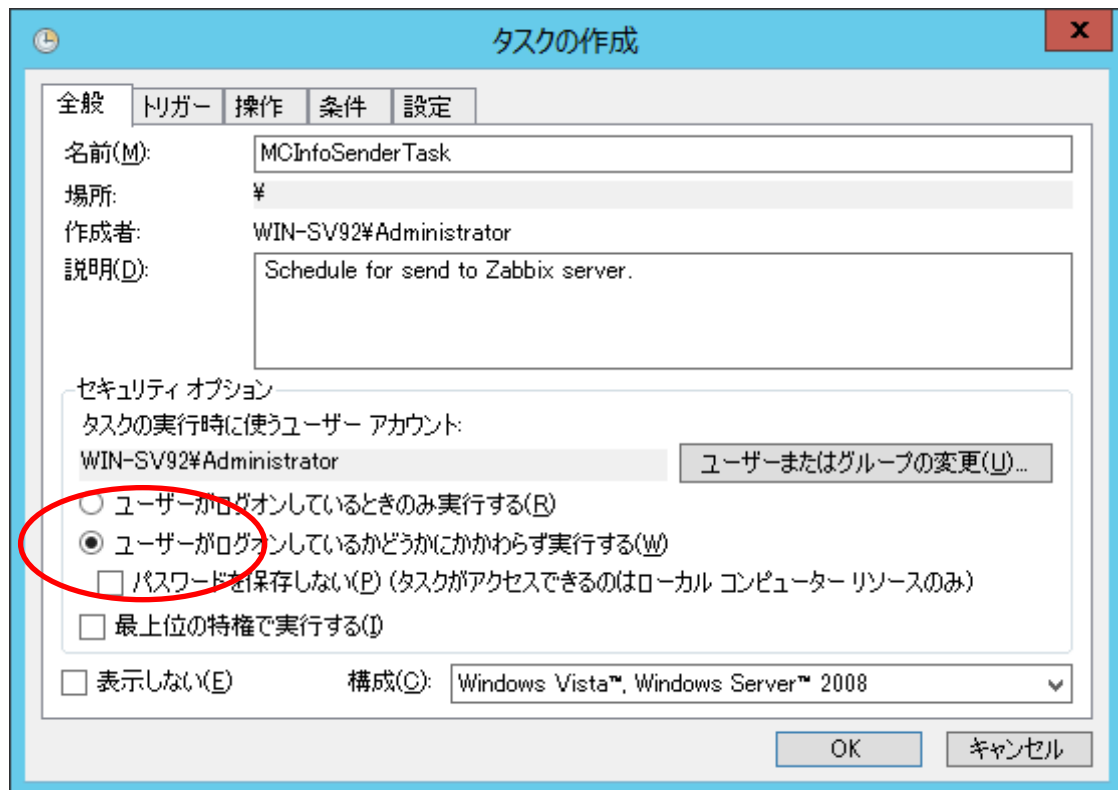 タスクの作成
x
全般 トリガー 操作 条件 設定
名前(M): MCInfoSenderTask
場所: ¥
作成者: WIN-SV92¥Administrator
説明(D): Schedule for send to Zabbix server.
セキュリティ オプション
タスクの実行時に使うユーザー アカウント:
WIN-SV92¥Administrator ユーザーまたはグループの変更(U)...
ユーザーがログオンしているときのみ実行する(R)
ユーザーがログオンしているかどうかにかかわらず実行する(W)
パスワードを保存しない(P) (タスクがアクセスできるのはローカル コンピューター リソースのみ)
最上位の特権で実行する(I)
表示しない(E) 構成(C): Windows Vista™, Windows Server™ 2008
OK キャンセル